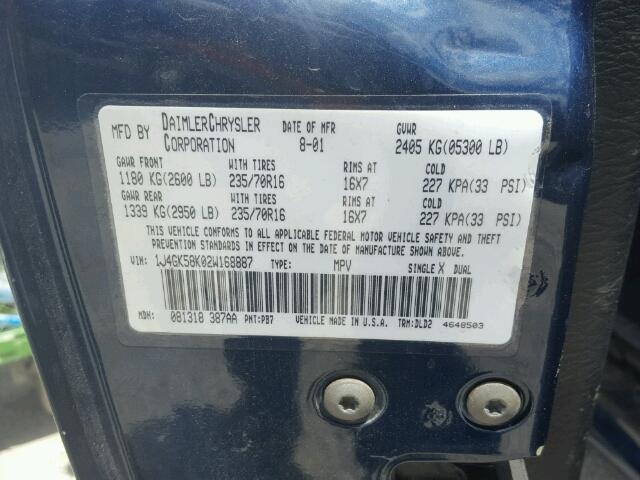 MFD BY DAIMLERCHRYSLER CORPORATION DATE OF MFR 8-01 GVWR 2405 KG(05300 LB)
GAWR FRONT WITH TIRES RIMS AT COLD
1180 KG(2600 LB) 235/70R16 16X7 227 KPA(33 PSI)
GAWR REAR WITH TIRES RIMS AT COLD
1339 KG(2950 LB) 235/70R16 16X7 227 KPA(33 PSI)
THIS VEHICLE CONFORMS TO ALL APPLICABLE FEDERAL MOTOR VEHICLE SAFETY AND THEFT
PREVENTION STANDARDS IN EFFECT ON THE DATE OF MANUFACTURE SHOWN ABOVE.
VIN: 1J4GK58K02W168887 TYPE: MPV SINGLE X DUAL
MDH: 081318 387AA PNT:PB7 VEHICLE MADE IN U.S.A. TRM:DLD2 4648503